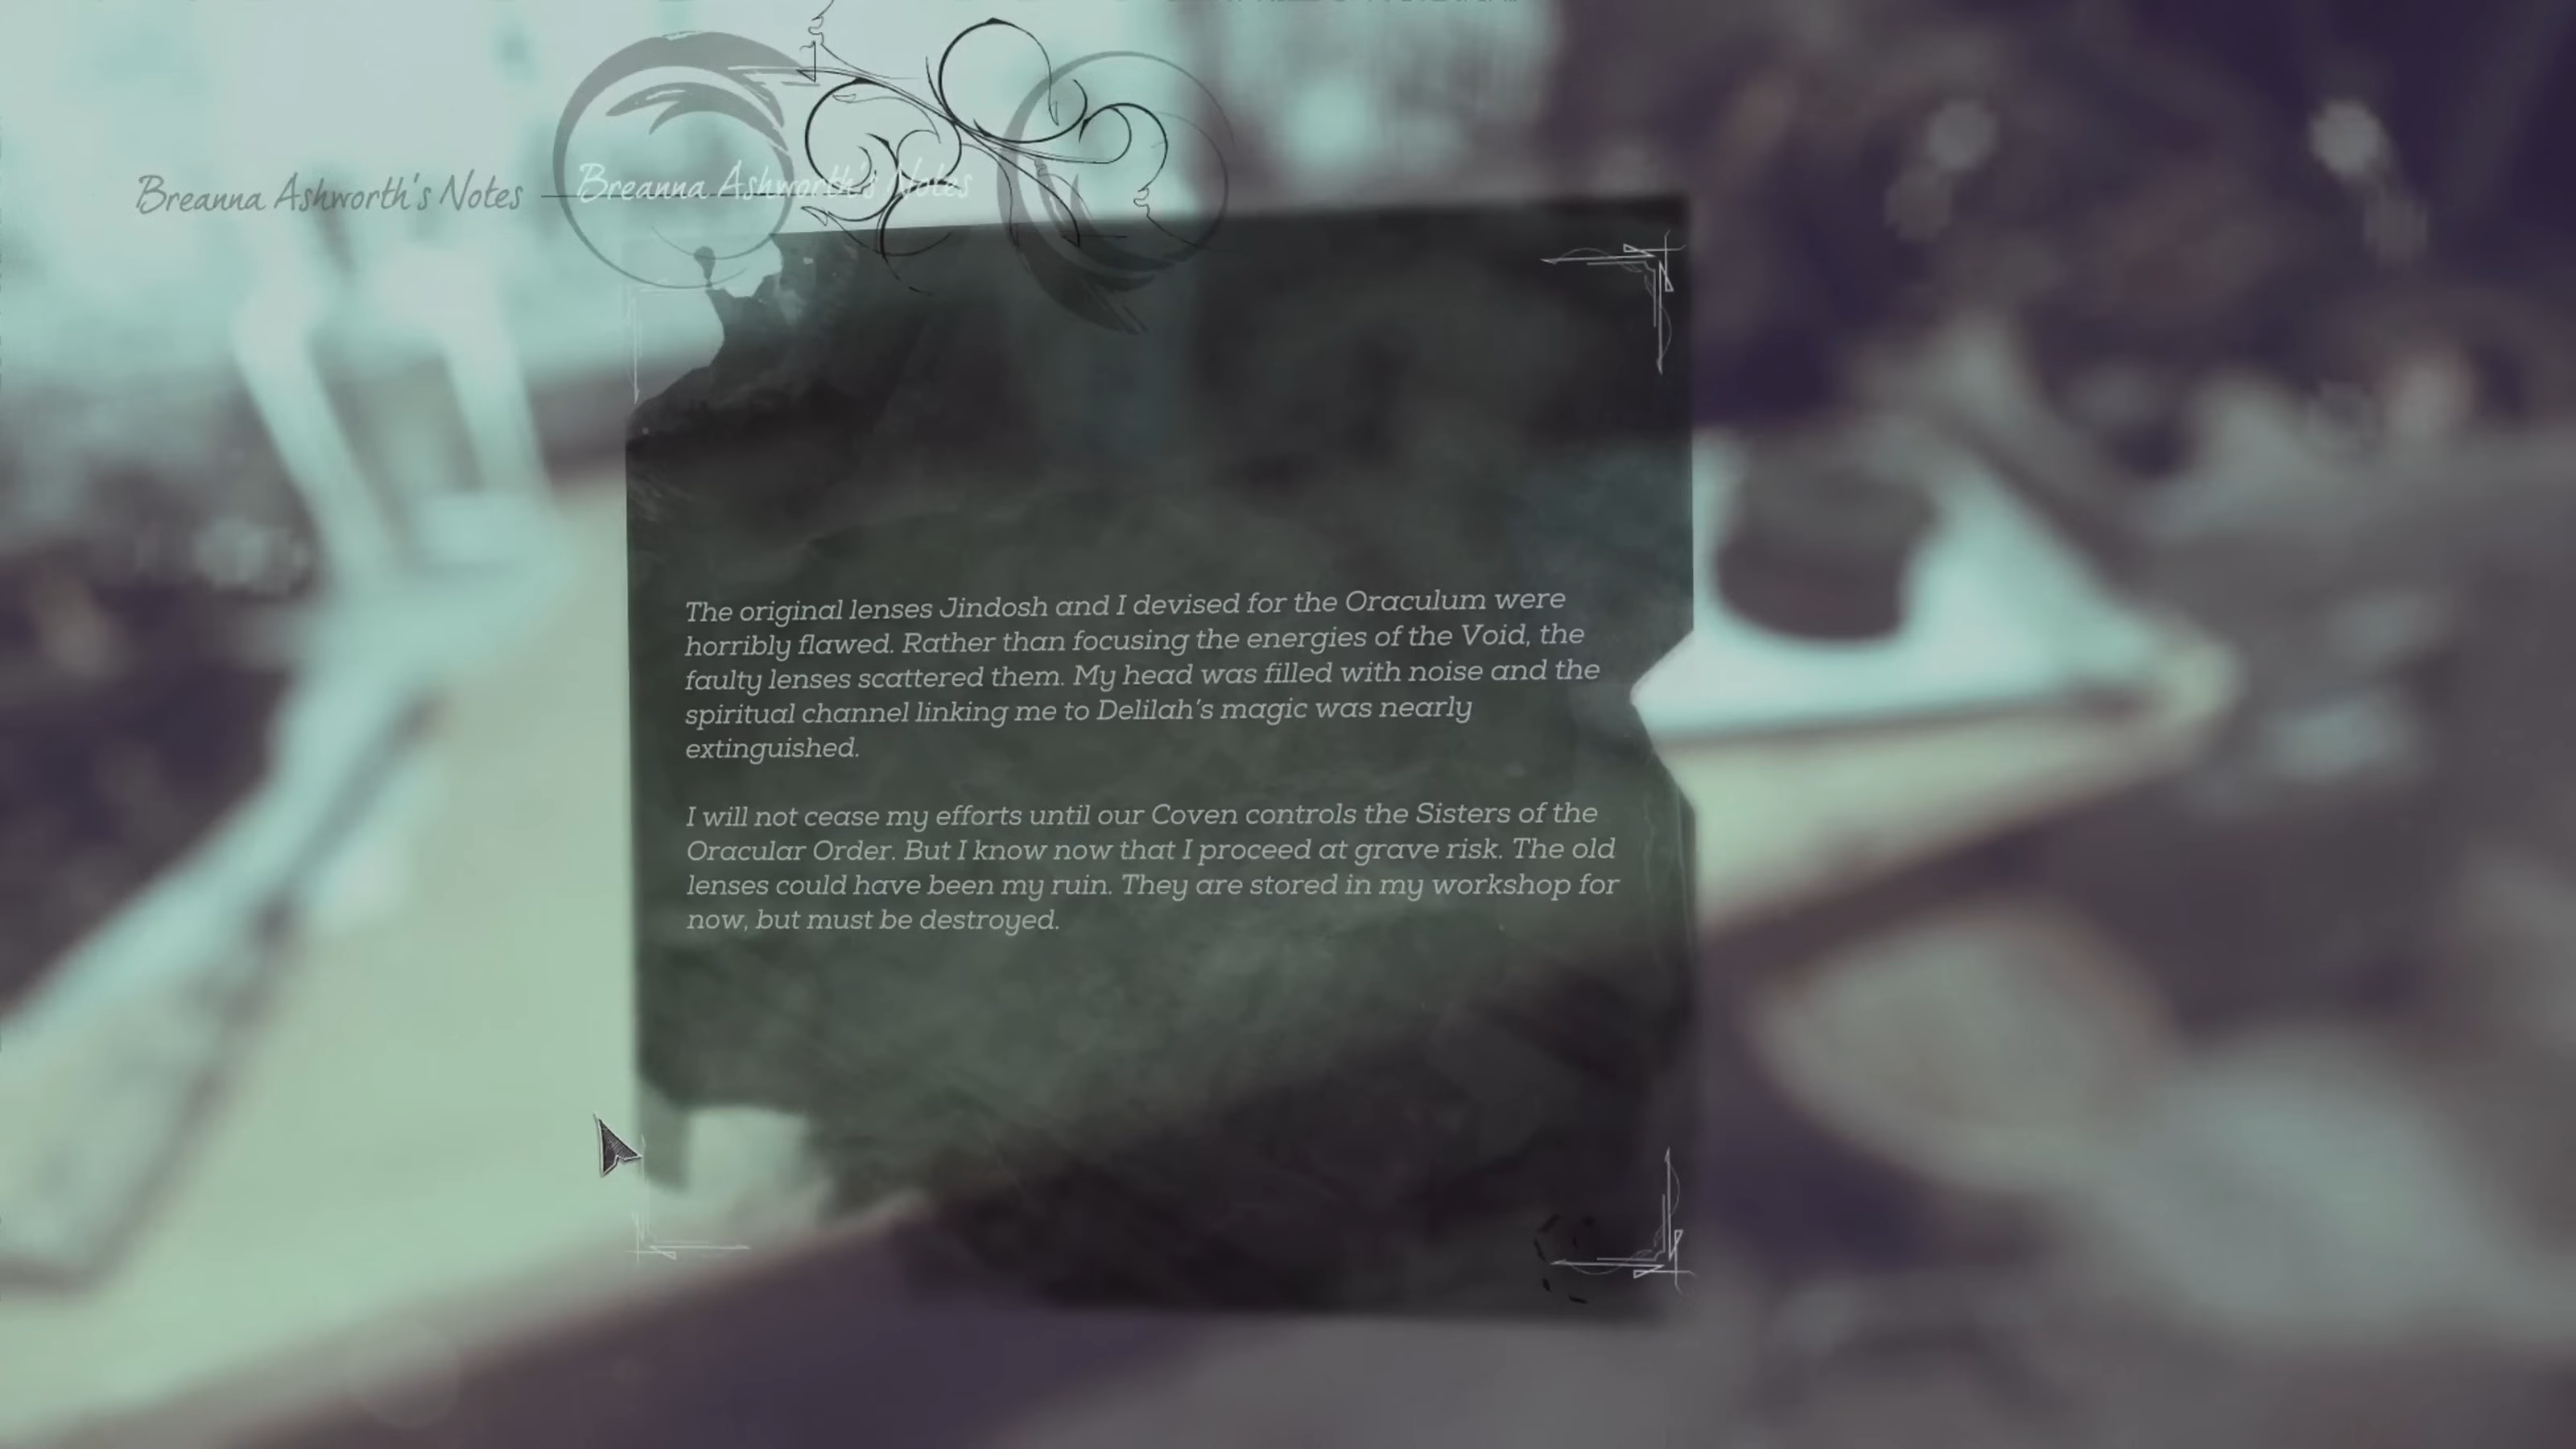 Breanna Ashworth's Notes
Breanna Ashworth's Notes
The original lenses Jindosh and I devised for the Oraculum were
horribly flawed. Rather than focusing the energies of the Void, the
faulty lenses scattered them. My head was filled with noise and the
spiritual channel linking me to Delilah's magic was nearly
extinguished.
I will not cease my efforts until our Coven controls the Sisters of the
Oracular Order. But I know now that I proceed at grave risk. The old
lenses could have been my ruin. They are stored in my workshop for
now, but must be destroyed.